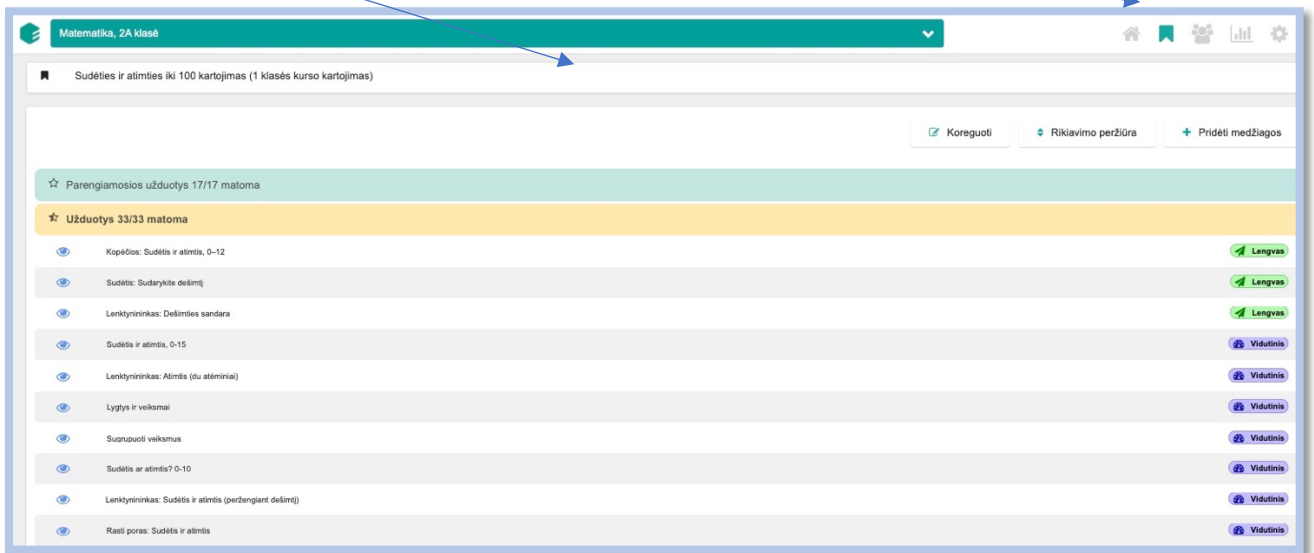 Matematika, 2A klasė
Sudėties ir atimties iki 100 kartojimas (1 klasės kurso kartojimas)
Koreguoti Rikiavimo peržiūra + Pridėti medžiagos
Parengiamosios užduotys 17/17 matoma
Užduotys 33/33 matoma
Kopėčios: Sudėtis ir atimtis, 0–12 Lengvas
Sudėtis: Sudarykite dešimtį Lengvas
Lenktynininkas: Dešimties sandara Lengvas
Sudėtis ir atimtis, 0-15 Vidutinis
Lenktynininkas: Atimtis (du atėminiai) Vidutinis
Lygtys ir veiksmai Vidutinis
Sugrupuoti veiksmus Vidutinis
Sudėtis ar atimtis? 0-10 Vidutinis
Lenktynininkas: Sudėtis ir atimtis (peržengiant dešimtį) Vidutinis
Rasti poras: Sudėtis ir atimtis Vidutinis